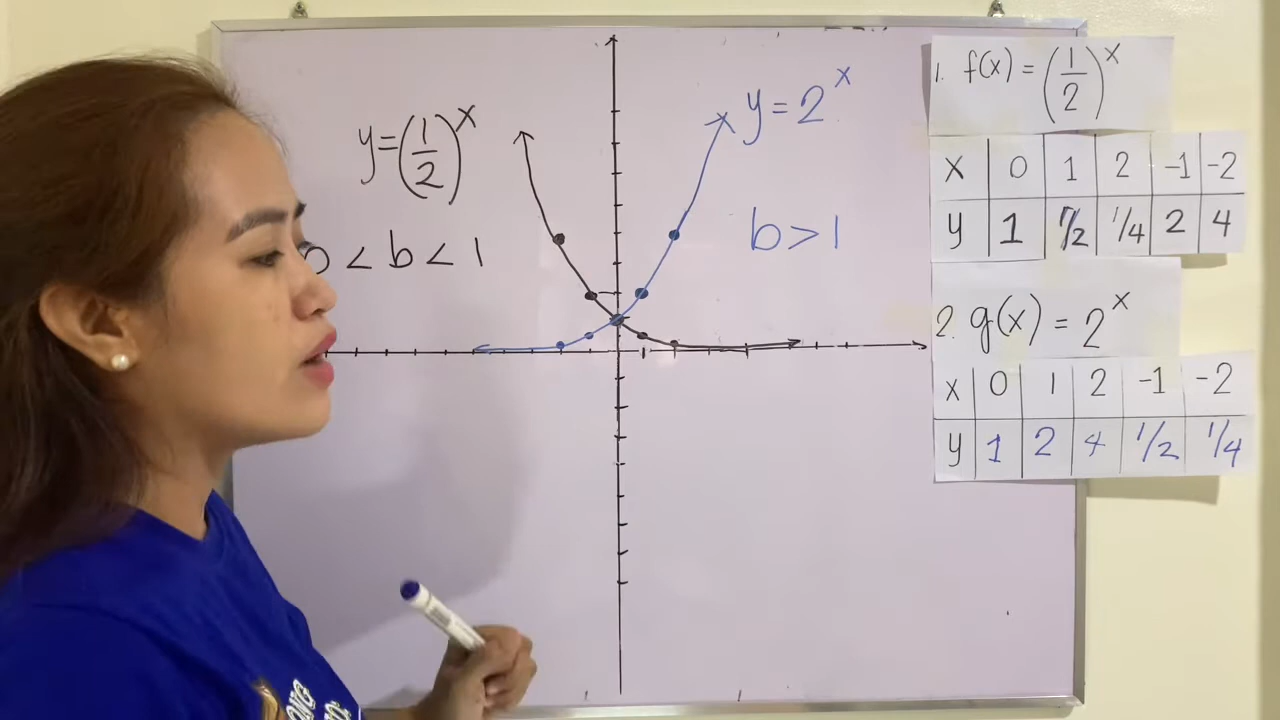 y=(1/2)^x
0 < b < 1
y=2^x
b>1
1. f(x) = (1/2)^x
x 0 1 2 -1 -2
y 1 1/2 1/4 2 4
2. g(x) = 2^x
x 0 1 2 -1 -2
y 1 2 4 1/2 1/4